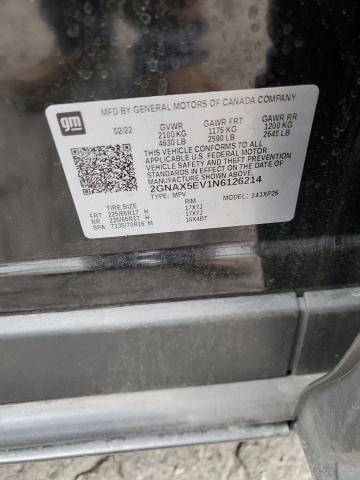 MFD BY GENERAL MOTORS OF CANADA COMPANY
gm
02/22 GVWR GAWR FRT GAWR RR
2100 KG 1175 KG 1200 KG
4630 LB 2590 LB 2645 LB
THIS VEHICLE CONFORMS TO ALL
APPLICABLE U.S. FEDERAL MOTOR
VEHICLE SAFETY AND THEFT PREVENTION
STANDARDS IN EFFECT ON THE DATE OF
MANUFACTURE SHOWN ABOVE.
2GNAX5EV1N6126214
TYPE: MPV MODEL: 141XP26
TIRE SIZE RIM
FRT 225/65R17 H 17X7J
RR 225/65R17 H 17X7J
SPA T135/70R16 M 16X4BT